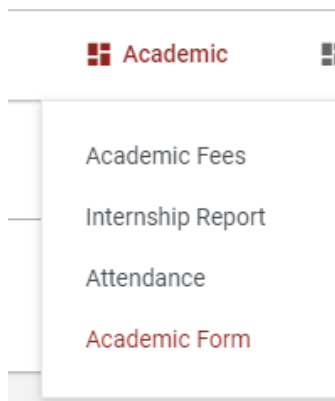 Academic
Academic Fees
Internship Report
Attendance
Academic Form